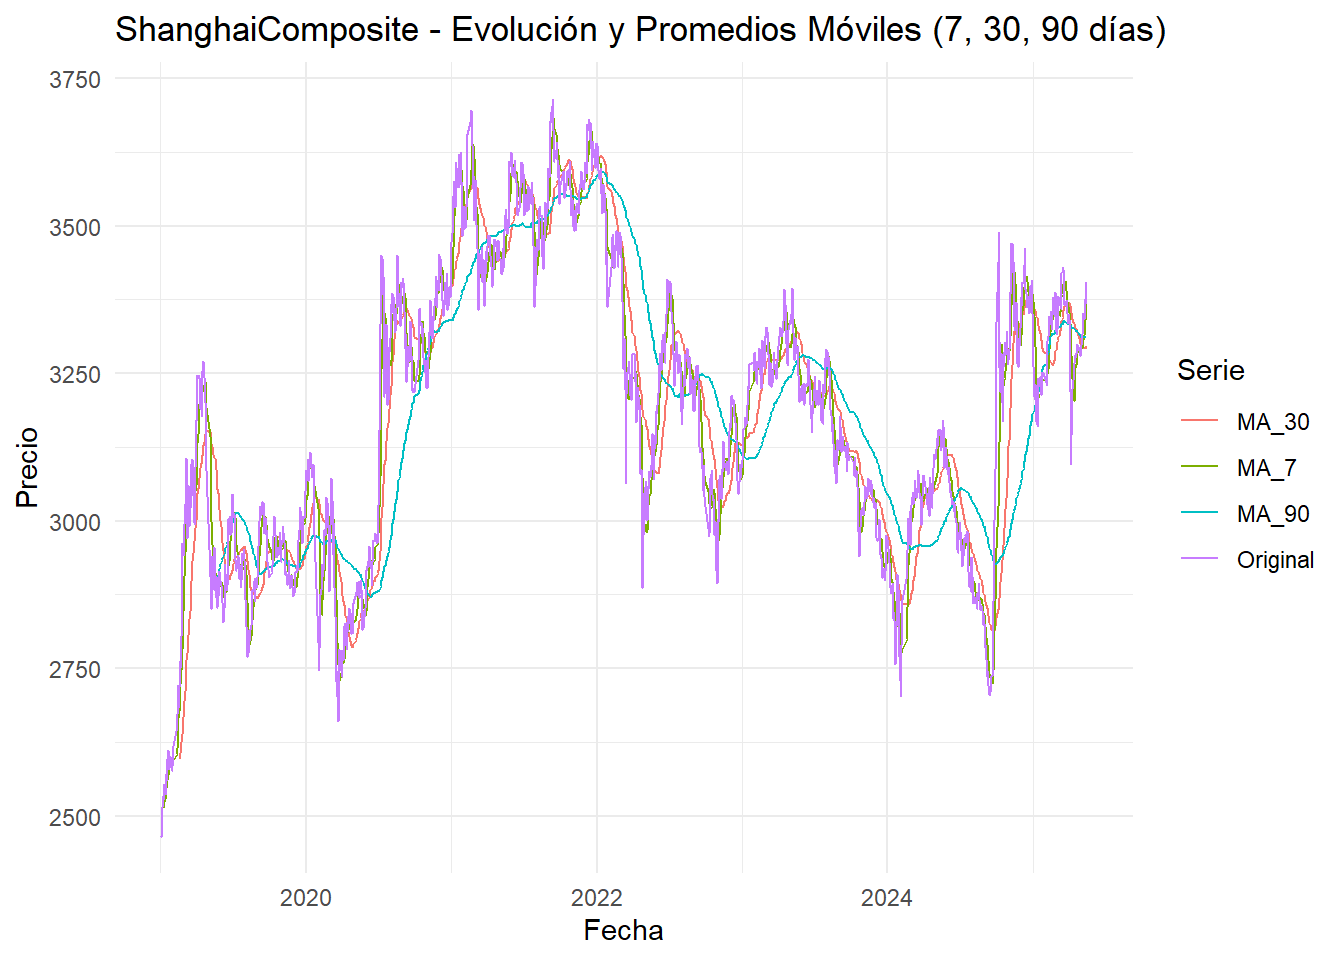 ShanghaiComposite - Evolución y Promedios Móviles (7, 30, 90 días)
Precio
3750
3500
3250
3000
2750
2500
2020
2022
2024
Fecha
Serie
MA_30
MA_7
MA_90
Original